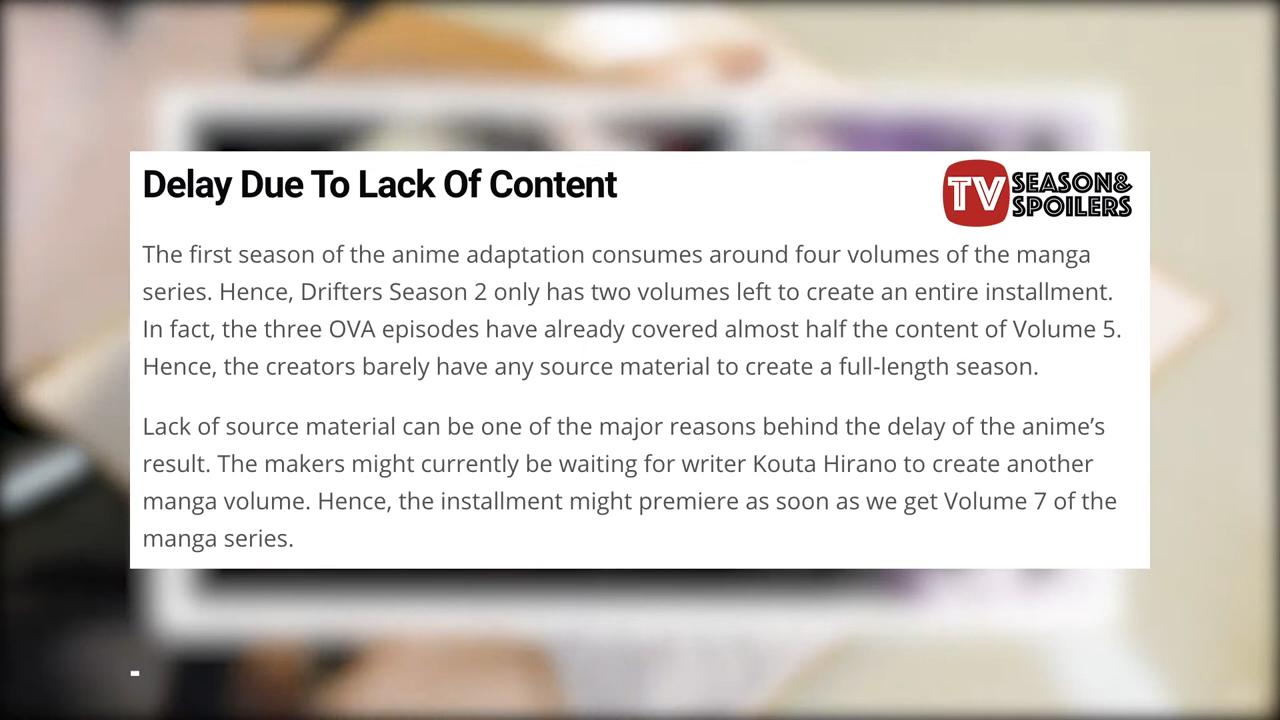 Delay Due To Lack Of Content
TV SEASON&
SPOILERS
The first season of the anime adaptation consumes around four volumes of the manga
series. Hence, Drifters Season 2 only has two volumes left to create an entire installment.
In fact, the three OVA episodes have already covered almost half the content of Volume 5.
Hence, the creators barely have any source material to create a full-length season.
Lack of source material can be one of the major reasons behind the delay of the anime’s
result. The makers might currently be waiting for writer Kouta Hirano to create another
manga volume. Hence, the installment might premiere as soon as we get Volume 7 of the
manga series.
-